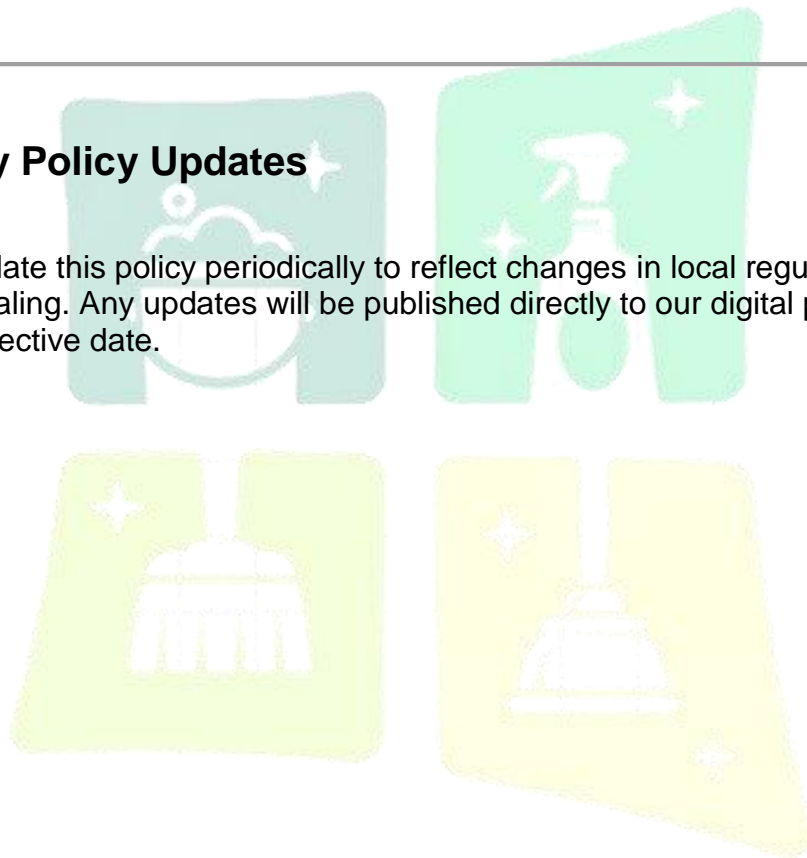 y Policy Updates
late this policy periodically to reflect changes in local regu
aling. Any updates will be published directly to our digital p
ective date.